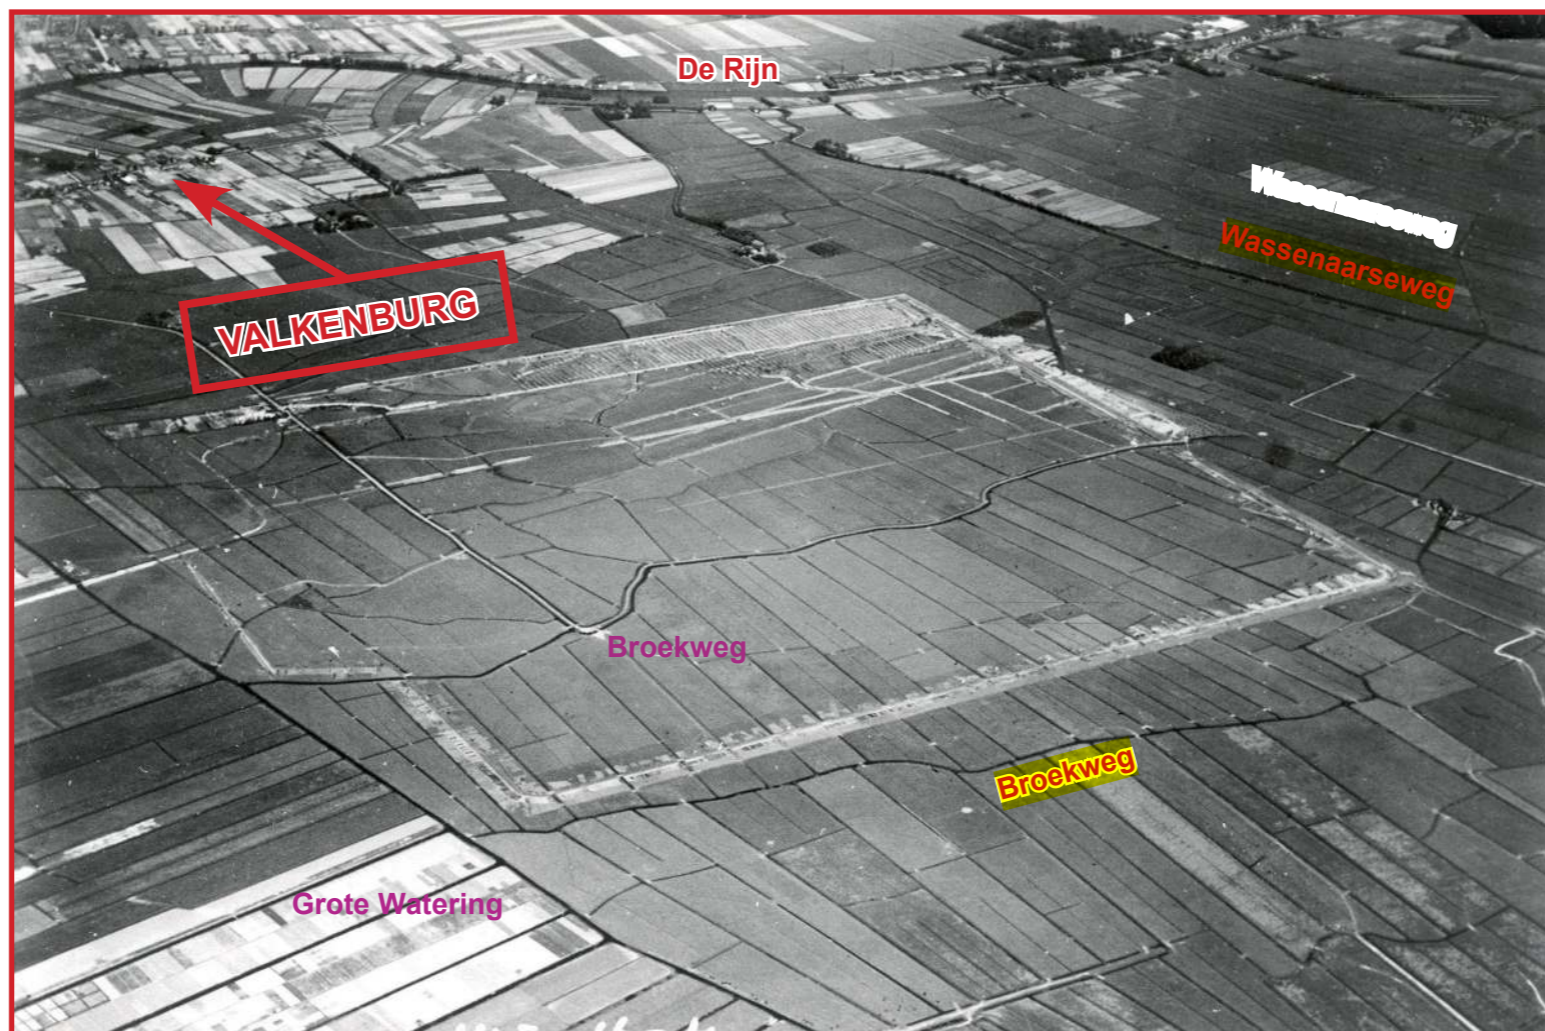 De Rijn
Wassenaarseweg
Wassenaarseweg
VALKENBURG
Broekweg
Broekweg
Grote Watering